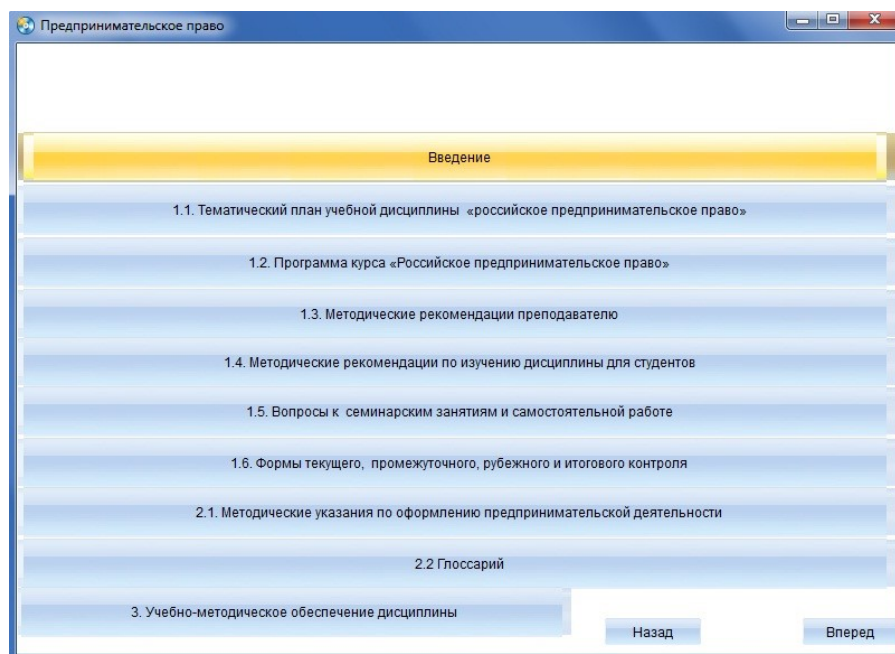 Предпринимательское право
Введение
1.1. Тематический план учебной дисциплины «российское предпринимательское право»
1.2. Программа курса «Российское предпринимательское право»
1.3. Методические рекомендации преподавателю
1.4. Методические рекомендации по изучению дисциплины для студентов
1.5. Вопросы к семинарским занятиям и самостоятельной работе
1.6. Формы текущего, промежуточного, рубежного и итогового контроля
2.1. Методические указания по оформлению предпринимательской деятельности
2.2 Глоссарий
3. Учебно-методическое обеспечение дисциплины
Назад Вперед